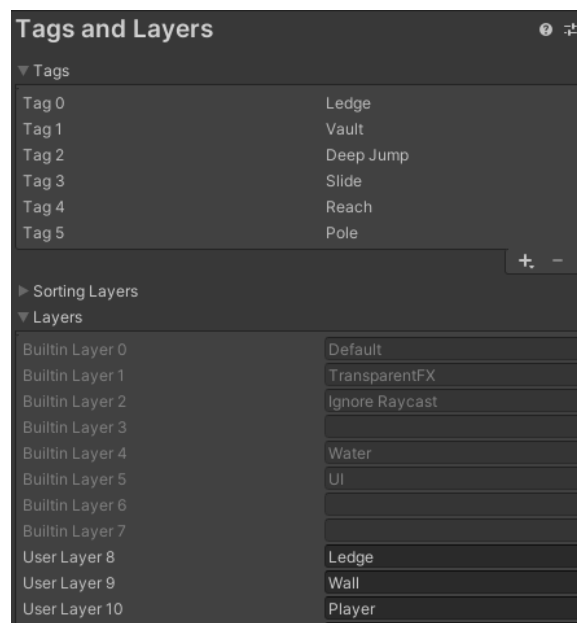 Tags and Layers
Tags
Tag 0 Ledge
Tag 1 Vault
Tag 2 Deep Jump
Tag 3 Slide
Tag 4 Reach
Tag 5 Pole
Sorting Layers
Layers
Builtin Layer 0 Default
Builtin Layer 1 TransparentFX
Builtin Layer 2 Ignore Raycast
Builtin Layer 3
Builtin Layer 4 Water
Builtin Layer 5 UI
Builtin Layer 6
Builtin Layer 7
User Layer 8 Ledge
User Layer 9 Wall
User Layer 10 Player